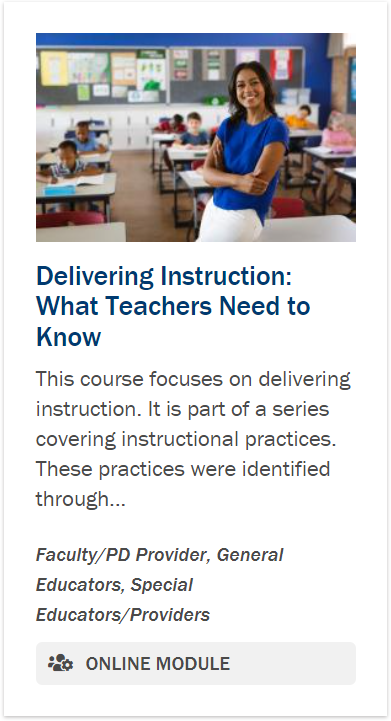 Delivering Instruction:
What Teachers Need to
Know
This course focuses on delivering
instruction. It is part of a series
covering instructional practices.
These practices were identified
through...
Faculty/PD Provider, General
Educators, Special
Educators/Providers
ONLINE MODULE